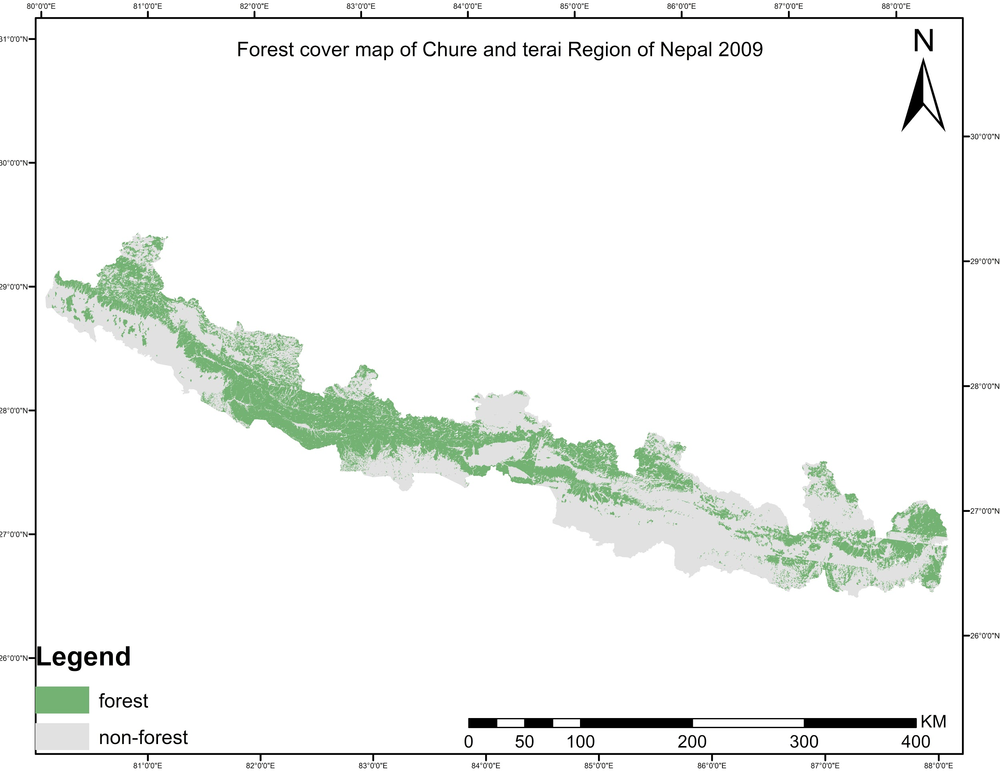 80°0'0"E 81°0'0"E 82°0'0"E 83°0'0"E 84°0'0"E 85°0'0"E 86°0'0"E 87°0'0"E 88°0'0"E
Forest cover map of Chure and terai Region of Nepal 2009
N
31°0'0"N
30°0'0"N
29°0'0"N
28°0'0"N
27°0'0"N
26°0'0"N
30°0'0"N
29°0'0"N
28°0'0"N
27°0'0"N
26°0'0"N
Legend
forest
non-forest
KM
0 50 100 200 300 400
81°0'0"E 82°0'0"E 83°0'0"E 84°0'0"E 85°0'0"E 86°0'0"E 87°0'0"E 88°0'0"E